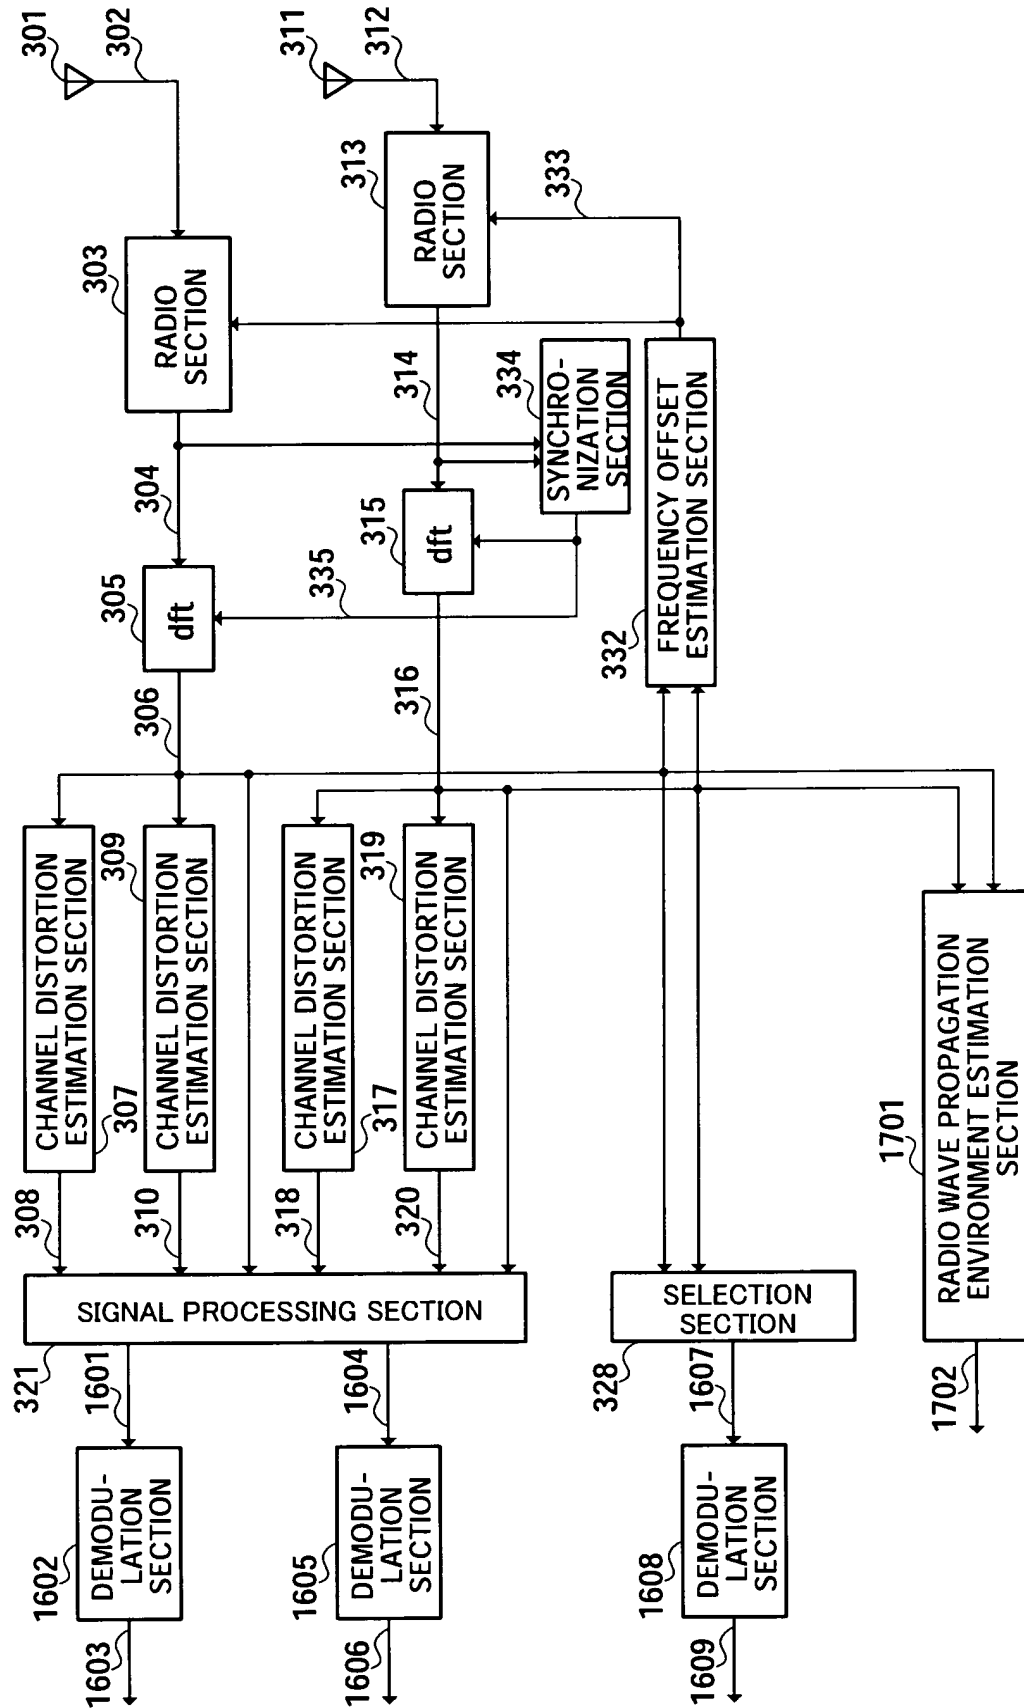 301
302
303
RADIO
SECTION
304
305
dft
306
311
312
313
RADIO
SECTION
314
315
dft
316
333
334
SYNCHRO-
NIZATION
SECTION
335
332
FREQUENCY OFFSET
ESTIMATION SECTION
CHANNEL DISTORTION
ESTIMATION SECTION
307
308
309
CHANNEL DISTORTION
ESTIMATION SECTION
310
CHANNEL DISTORTION
ESTIMATION SECTION
317
318
319
CHANNEL DISTORTION
ESTIMATION SECTION
320
SIGNAL PROCESSING SECTION
321
SELECTION
SECTION
328
1701
RADIO WAVE PROPAGATION
ENVIRONMENT ESTIMATION
SECTION
1702
1601
1602
DEMODU-
LATION
SECTION
1603
1604
1605
DEMODU-
LATION
SECTION
1606
1607
1608
DEMODU-
LATION
SECTION
1609